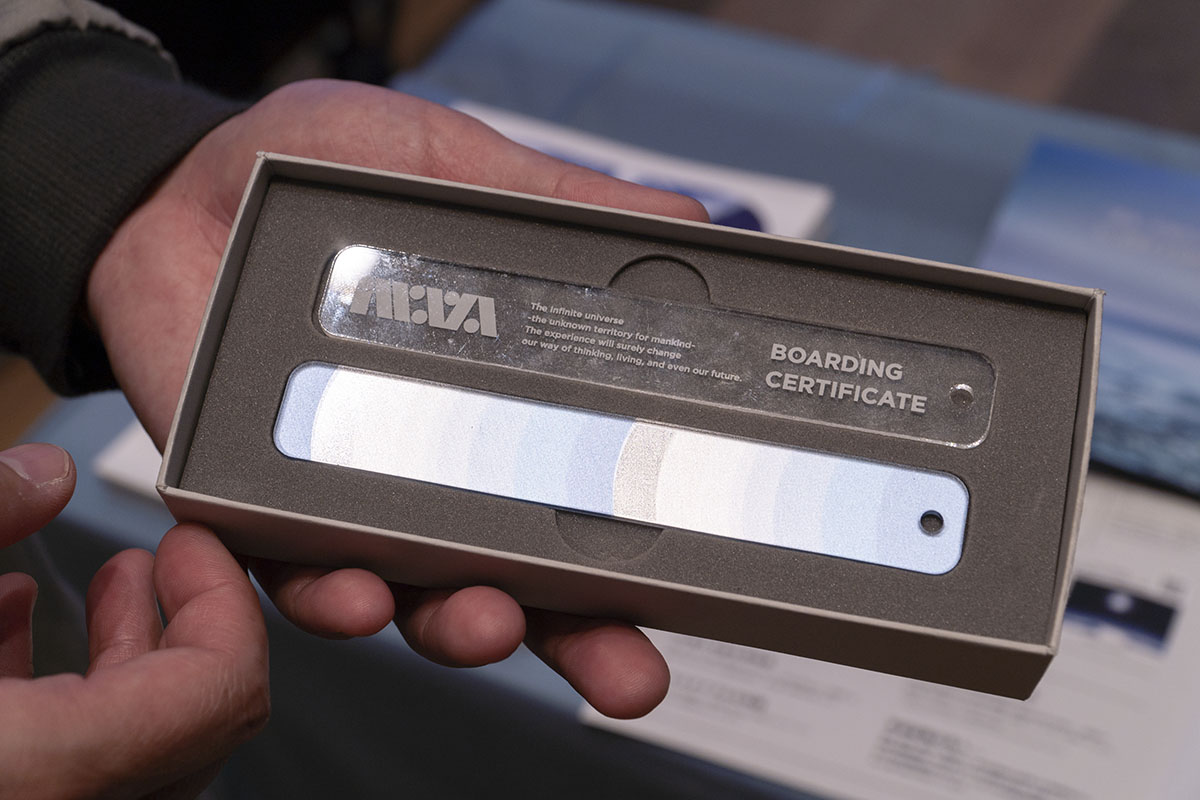 The infinite universe
-the unknown territory for mankind-
The experience will surely change
our way of thinking, living, and even our future.
BOARDING
CERTIFICATE